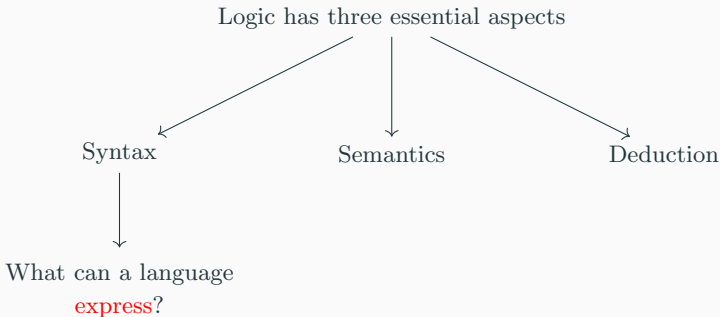 Logic has three essential aspects
Syntax
Semantics
Deduction
What can a language
express?